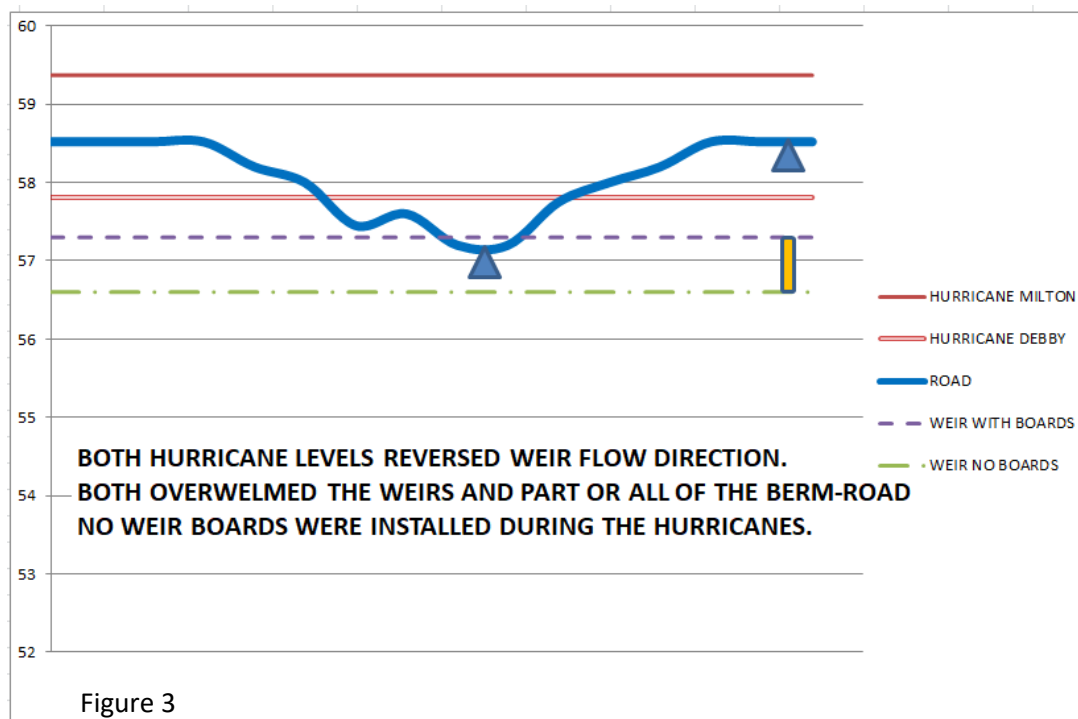 60
59
58
57
56
55
54
53
52
HURRICANE MILTON
HURRICANE DEBBY
ROAD
WEIR WITH BOARDS
WEIR NO BOARDS
BOTH HURRICANE LEVELS REVERSED WEIR FLOW DIRECTION.
BOTH OVERWELMED THE WEIRS AND PART OR ALL OF THE BERM-ROAD
NO WEIR BOARDS WERE INSTALLED DURING THE HURRICANES.
Figure 3